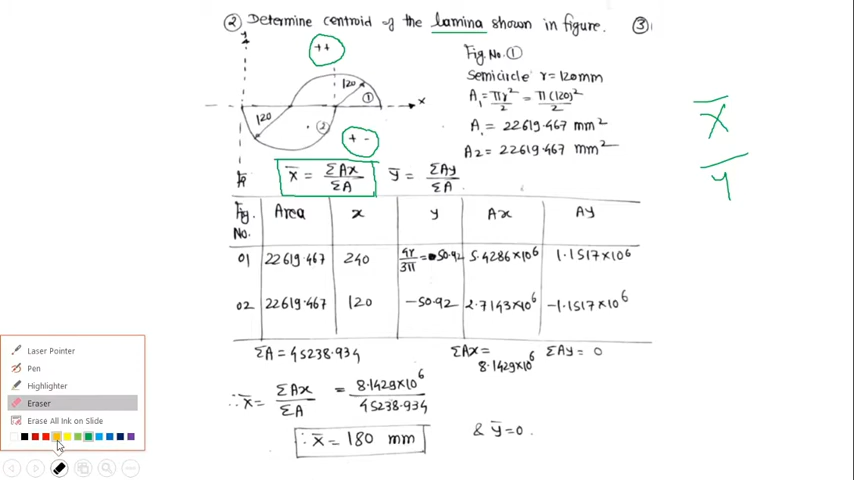 ② Determine centroid of the lamina shown in figure. ③
y
++
120
①
x
120
②
+ -
Fig No. ①
Semicircle r = 120mm
A₁ = πr²/2 = π(120)²/2
A₁ = 22619.467 mm²
A2 = 22619.467 mm²
x̄ = ΣAx/ΣA ȳ = ΣAy/ΣA
X̄
Y̅
Fig. No. Area x y Ax Ay
01 22619.467 240 4r/3π = 50.92 5.4286×10⁶ 1.1517×10⁶
02 22619.467 120 -50.92 2.7143×10⁶ -1.1517×10⁶
ΣA = 45238.934 ΣAx = 8.1429×10⁶ ΣAy = 0
∴ x̄ = ΣAx/ΣA = 8.1429×10⁶/45238.934
∴ x̄ = 180 mm & ȳ = 0.
Laser Pointer
Pen
Highlighter
Eraser
Erase All Ink on Slide